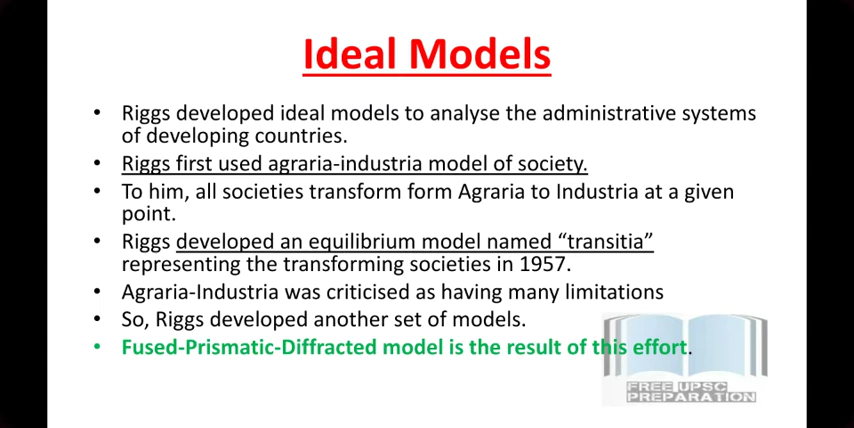 Ideal Models
• Riggs developed ideal models to analyse the administrative systems
of developing countries.
• Riggs first used agraria-industria model of society.
• To him, all societies transform form Agraria to Industria at a given
point.
• Riggs developed an equilibrium model named “transitia”
representing the transforming societies in 1957.
• Agraria-Industria was criticised as having many limitations
• So, Riggs developed another set of models.
• Fused-Prismatic-Diffracted model is the result of this effort.
FREE UPSC
PREPARATION